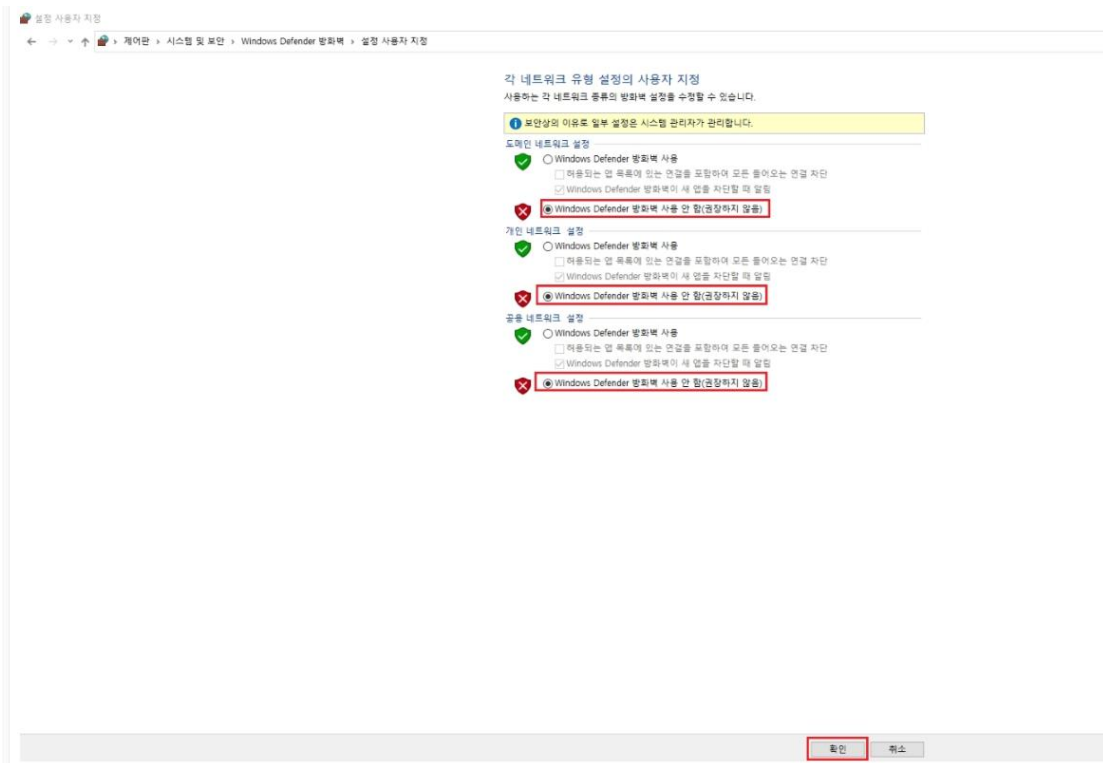 설정 사용자 지정
제어판 › 시스템 및 보안 › Windows Defender 방화벽 › 설정 사용자 지정
각 네트워크 유형 설정의 사용자 지정
사용하는 각 네트워크 종류의 방화벽 설정을 수정할 수 있습니다.
보안상의 이유로 일부 설정은 시스템 관리자가 관리합니다.
도메인 네트워크 설정
Windows Defender 방화벽 사용
허용되는 앱 목록에 있는 연결을 포함하여 모든 들어오는 연결 차단
Windows Defender 방화벽이 새 앱을 차단할 때 알림
Windows Defender 방화벽 사용 안 함(권장하지 않음)
개인 네트워크 설정
Windows Defender 방화벽 사용
허용되는 앱 목록에 있는 연결을 포함하여 모든 들어오는 연결 차단
Windows Defender 방화벽이 새 앱을 차단할 때 알림
Windows Defender 방화벽 사용 안 함(권장하지 않음)
공용 네트워크 설정
Windows Defender 방화벽 사용
허용되는 앱 목록에 있는 연결을 포함하여 모든 들어오는 연결 차단
Windows Defender 방화벽이 새 앱을 차단할 때 알림
Windows Defender 방화벽 사용 안 함(권장하지 않음)
확인 취소